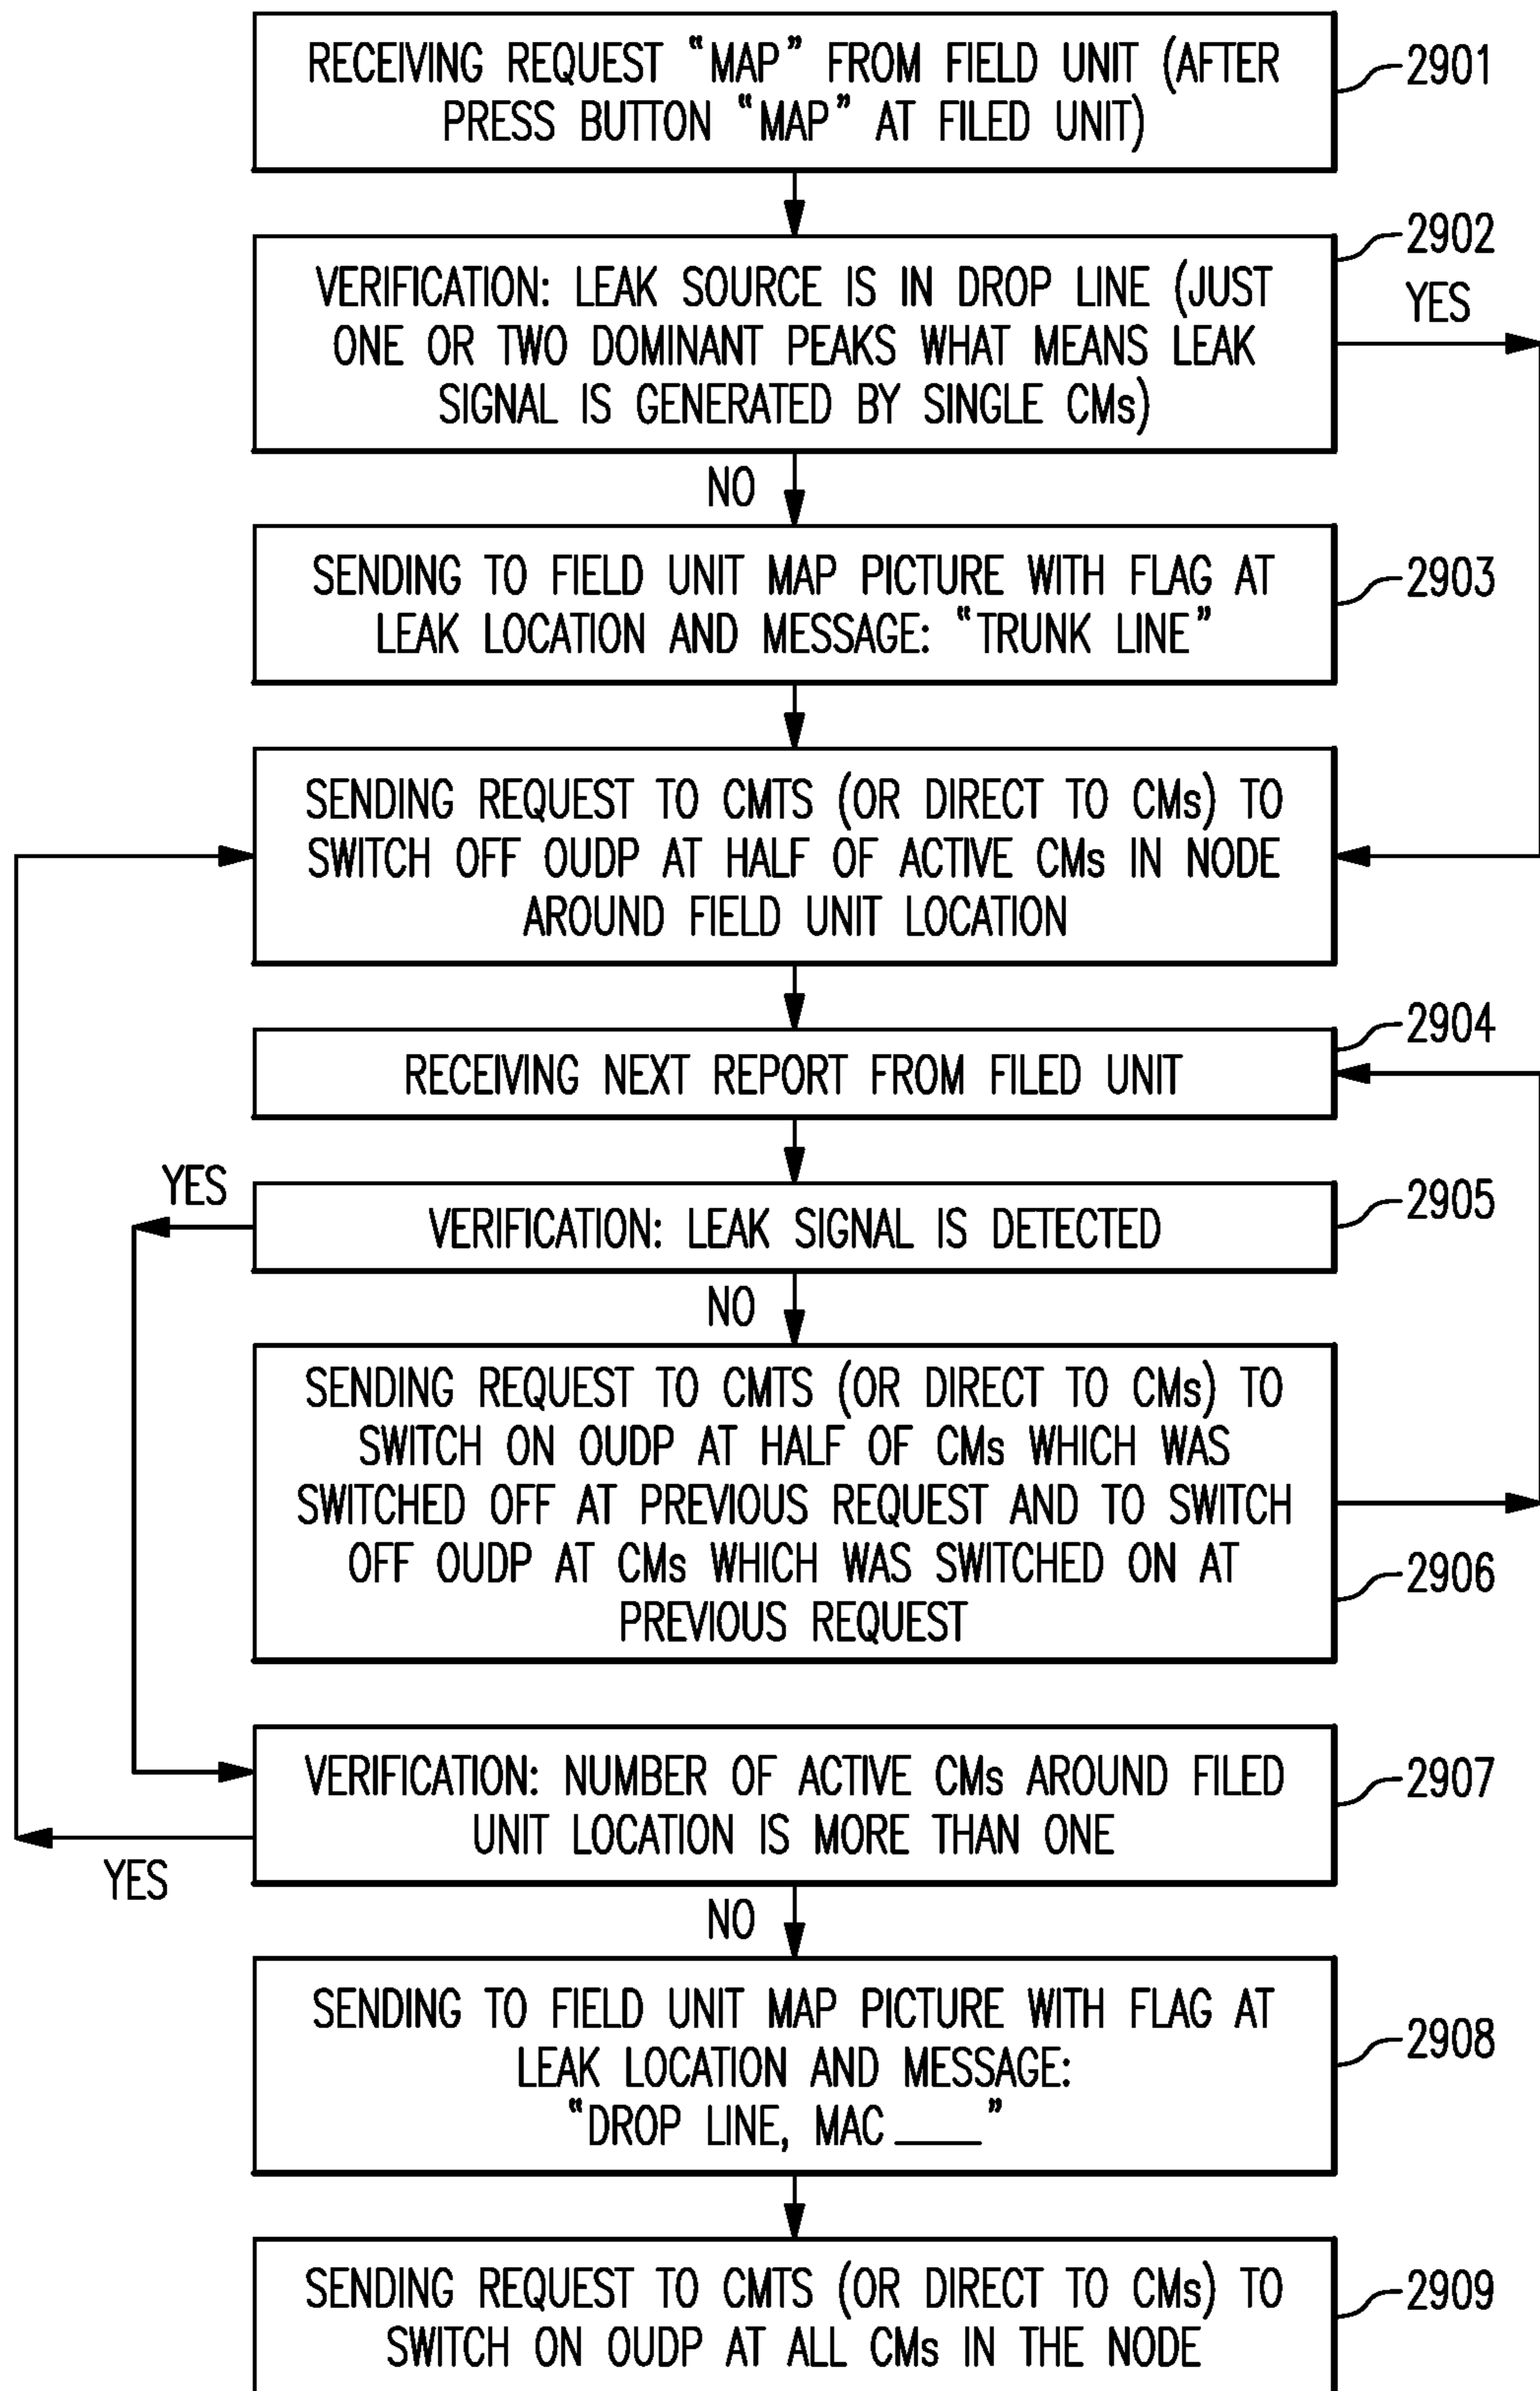 RECEIVING REQUEST “MAP” FROM FIELD UNIT (AFTER
PRESS BUTTON “MAP” AT FILED UNIT)
2901
VERIFICATION: LEAK SOURCE IS IN DROP LINE (JUST
ONE OR TWO DOMINANT PEAKS WHAT MEANS LEAK
SIGNAL IS GENERATED BY SINGLE CMs)
2902
YES
NO
SENDING TO FIELD UNIT MAP PICTURE WITH FLAG AT
LEAK LOCATION AND MESSAGE: “TRUNK LINE”
2903
SENDING REQUEST TO CMTS (OR DIRECT TO CMs) TO
SWITCH OFF OUDP AT HALF OF ACTIVE CMs IN NODE
AROUND FIELD UNIT LOCATION
RECEIVING NEXT REPORT FROM FILED UNIT
2904
YES
VERIFICATION: LEAK SIGNAL IS DETECTED
2905
NO
SENDING REQUEST TO CMTS (OR DIRECT TO CMs) TO
SWITCH ON OUDP AT HALF OF CMs WHICH WAS
SWITCHED OFF AT PREVIOUS REQUEST AND TO SWITCH
OFF OUDP AT CMs WHICH WAS SWITCHED ON AT
PREVIOUS REQUEST
2906
VERIFICATION: NUMBER OF ACTIVE CMs AROUND FILED
UNIT LOCATION IS MORE THAN ONE
2907
YES
NO
SENDING TO FIELD UNIT MAP PICTURE WITH FLAG AT
LEAK LOCATION AND MESSAGE:
“DROP LINE, MAC ____”
2908
SENDING REQUEST TO CMTS (OR DIRECT TO CMs) TO
SWITCH ON OUDP AT ALL CMs IN THE NODE
2909